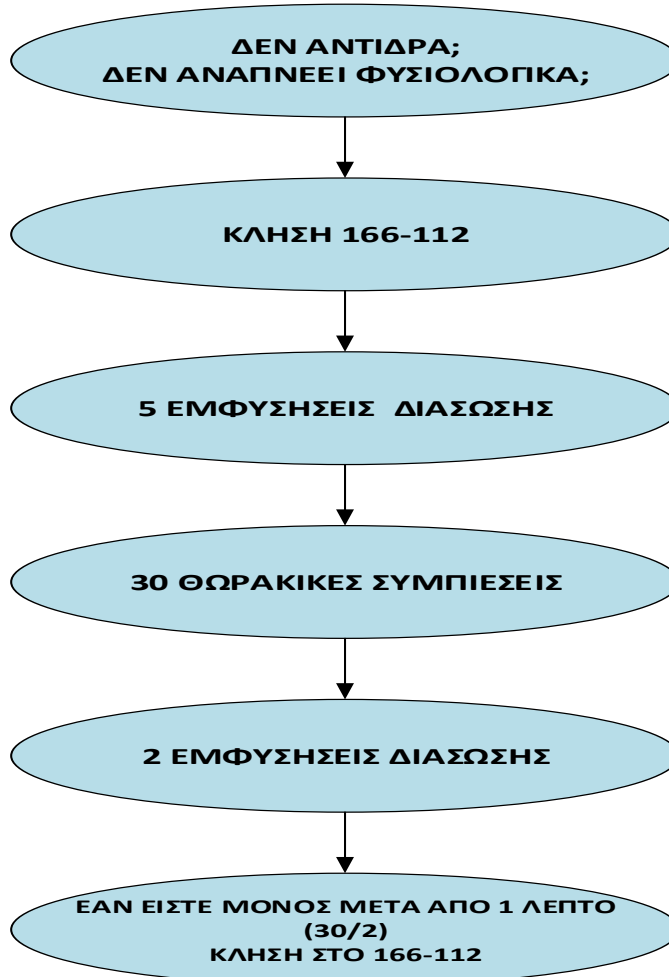 ΔΕΝ ΑΝΤΙΔΡΑ;
ΔΕΝ ΑΝΑΠΝΕΕΙ ΦΥΣΙΟΛΟΓΙΚΑ;
ΚΛΗΣΗ 166-112
5 ΕΜΦΥΣΗΣΕΙΣ ΔΙΑΣΩΣΗΣ
30 ΘΩΡΑΚΙΚΕΣ ΣΥΜΠΙΕΣΕΙΣ
2 ΕΜΦΥΣΗΣΕΙΣ ΔΙΑΣΩΣΗΣ
ΕΑΝ ΕΙΣΤΕ ΜΟΝΟΣ ΜΕΤΑ ΑΠΟ 1 ΛΕΠΤΟ
(30/2)
ΚΛΗΣΗ ΣΤΟ 166-112